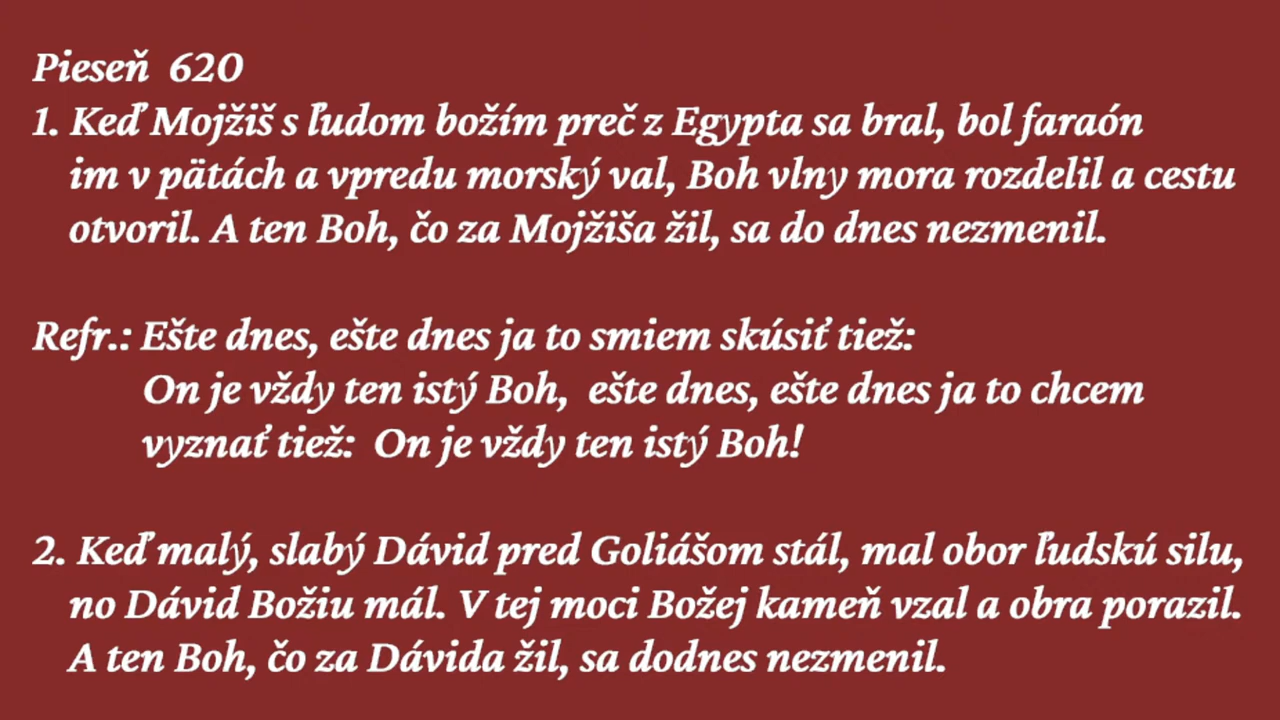 Pieseň 620
1. Keď Mojžiš s ľudom božím preč z Egypta sa bral, bol faraón
im v pätách a vpredu morský val, Boh vlny mora rozdelil a cestu
otvoril. A ten Boh, čo za Mojžiša žil, sa do dnes nezmenil.
Refr.: Ešte dnes, ešte dnes ja to smiem skúsiť tiež:
On je vždy ten istý Boh, ešte dnes, ešte dnes ja to chcem
vyznať tiež: On je vždy ten istý Boh!
2. Keď malý, slabý Dávid pred Goliášom stál, mal obor ľudskú silu,
no Dávid Božiu mál. V tej moci Božej kameň vzal a obra porazil.
A ten Boh, čo za Dávida žil, sa dodnes nezmenil.